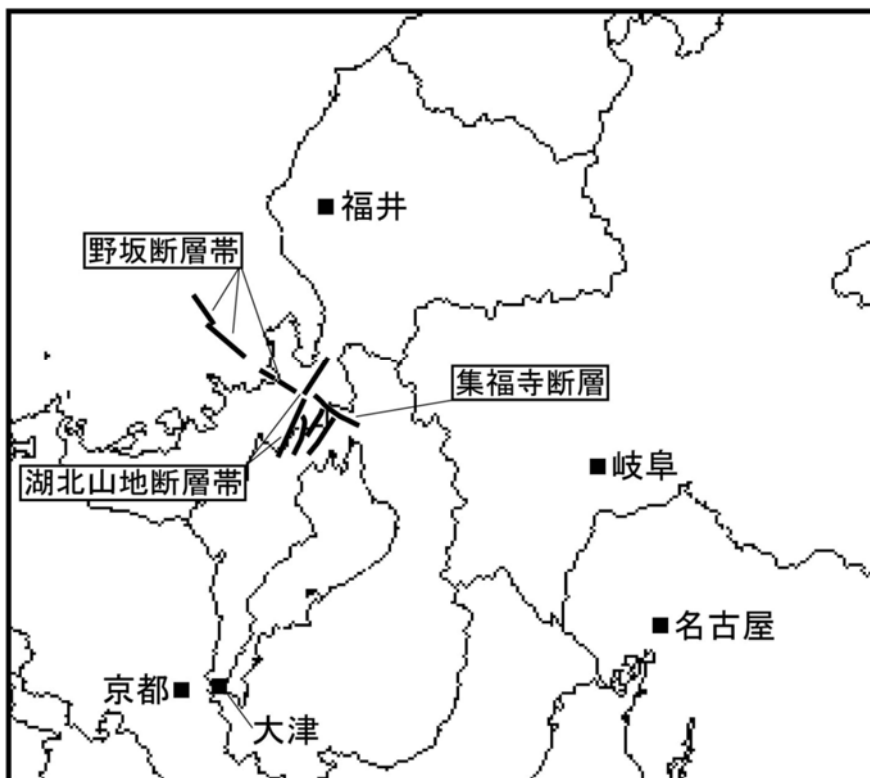 福井
野坂断層帯
集福寺断層
湖北山地断層帯
岐阜
名古屋
京都
大津